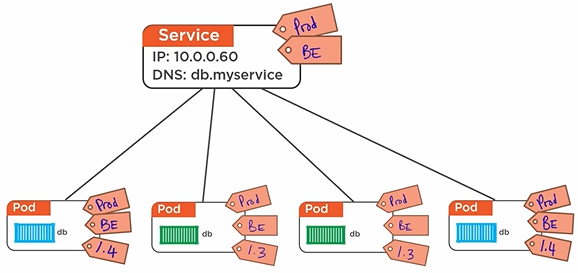 Service
Prod
BE
IP: 10.0.0.60
DNS: db.myservice
Pod
Prod
BE
db
1.4
Pod
Prod
BE
db
1.3
Pod
Prod
BE
db
1.3
Pod
Prod
BE
db
1.4